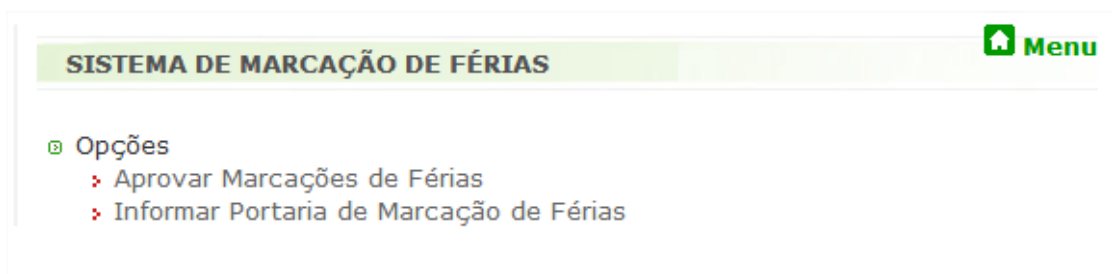 Menu
SISTEMA DE MARCAÇÃO DE FÉRIAS
Opções
Aprovar Marcações de Férias
Informar Portaria de Marcação de Férias